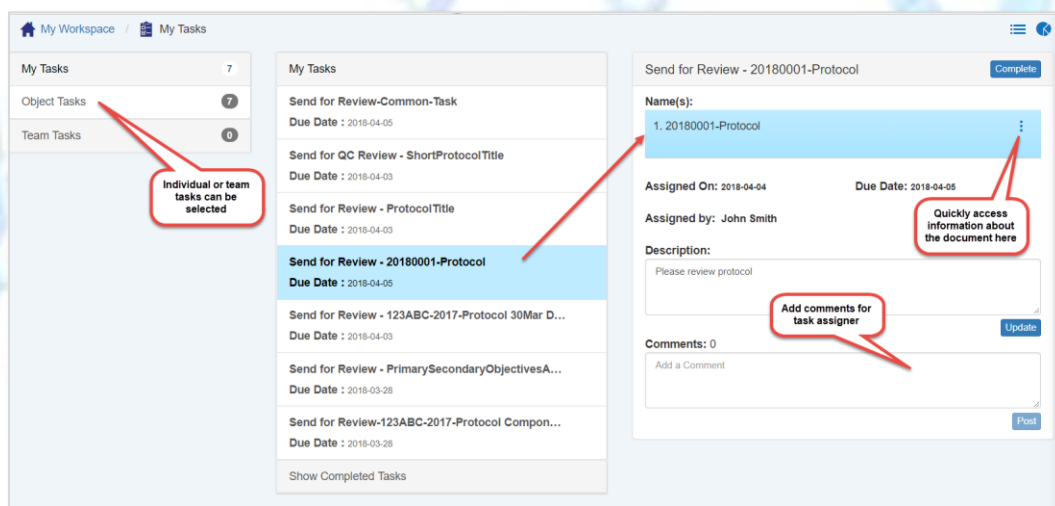 My Workspace / My Tasks
My Tasks 7
Object Tasks 7
Team Tasks 0
Individual or team
tasks can be
selected
My Tasks
Send for Review-Common-Task
Due Date : 2018-04-05
Send for QC Review - ShortProtocolTitle
Due Date : 2018-04-03
Send for Review - ProtocolTitle
Due Date : 2018-04-03
Send for Review - 20180001-Protocol
Due Date : 2018-04-05
Send for Review - 123ABC-2017-Protocol 30Mar D...
Due Date : 2018-04-03
Send for Review - PrimarySecondaryObjectivesA...
Due Date : 2018-03-28
Send for Review-123ABC-2017-Protocol Compon...
Due Date : 2018-03-28
Show Completed Tasks
Send for Review - 20180001-Protocol Complete
Name(s):
1. 20180001-Protocol
Assigned On: 2018-04-04 Due Date: 2018-04-05
Assigned by: John Smith
Quickly access
information about
the document here
Description:
Please review protocol
Add comments for
task assigner
Update
Comments: 0
Add a Comment
Post